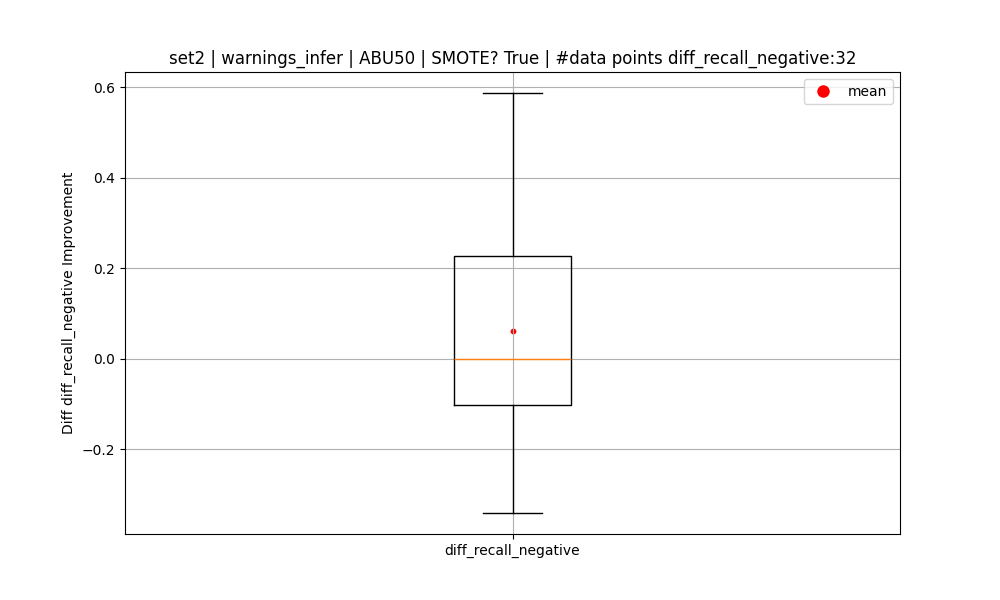 set2 | warnings_infer | ABU50 | SMOTE? True | #data points diff_recall_negative:32
mean
Diff diff_recall_negative Improvement
0.6
0.4
0.2
0.0
−0.2
diff_recall_negative